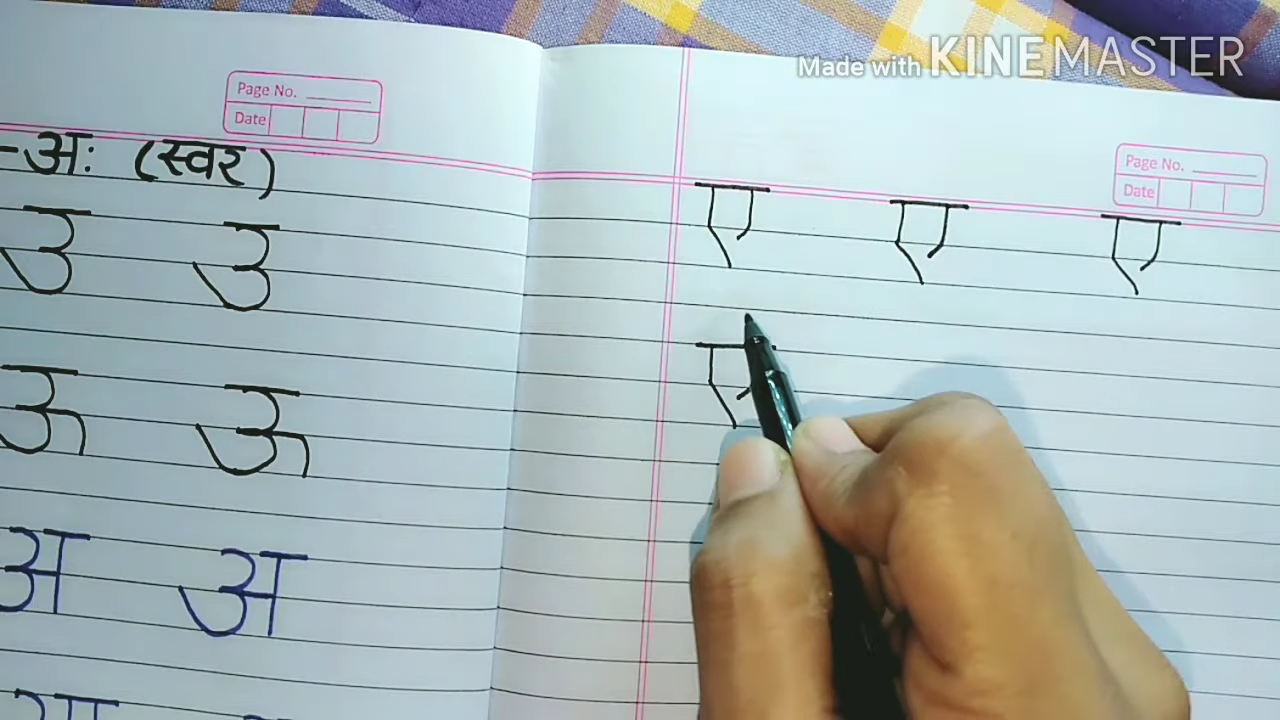 Made with KINEMASTER
Page No.
Date
-अः (स्वर)
उ उ
ऊ ऊ
अ अ
Page No.
Date
ए ए ए
ए